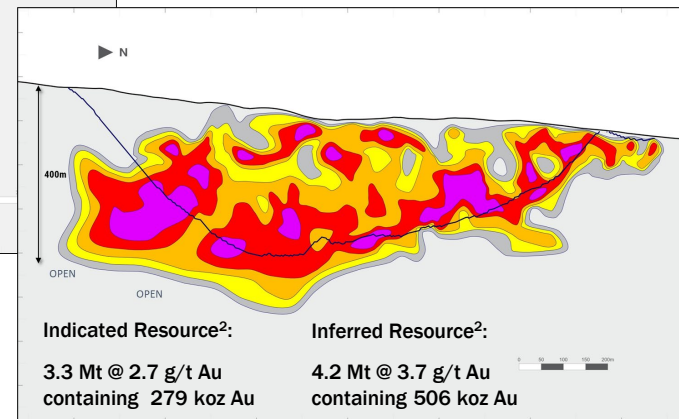 N
400m
OPEN
OPEN
Indicated Resource²:
3.3 Mt @ 2.7 g/t Au
containing 279 koz Au
Inferred Resource²:
4.2 Mt @ 3.7 g/t Au
containing 506 koz Au
0 50 100 150 200m